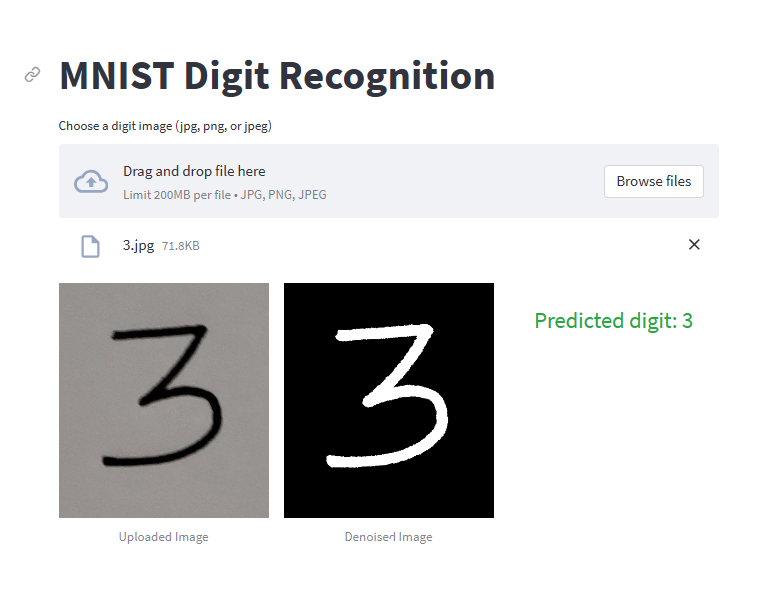 MNIST Digit Recognition
Choose a digit image (jpg, png, or jpeg)
Drag and drop file here
Limit 200MB per file • JPG, PNG, JPEG
Browse files
3.jpg 71.8KB
3
3
Predicted digit: 3
Uploaded Image
Denoised Image